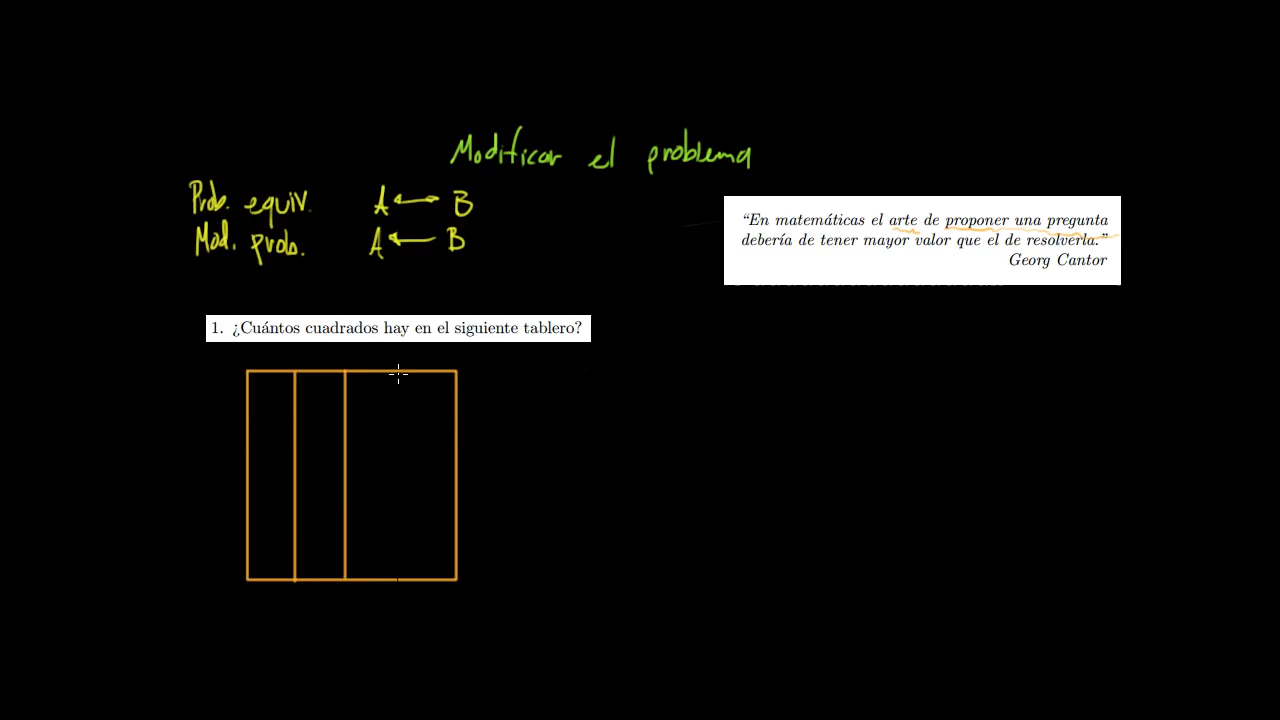 Modificar el problema
Prob. equiv. A ↔ B
Mod. prob. A ← B
“En matemáticas el arte de proponer una pregunta
debería de tener mayor valor que el de resolverla.”
Georg Cantor
1. ¿Cuántos cuadrados hay en el siguiente tablero?